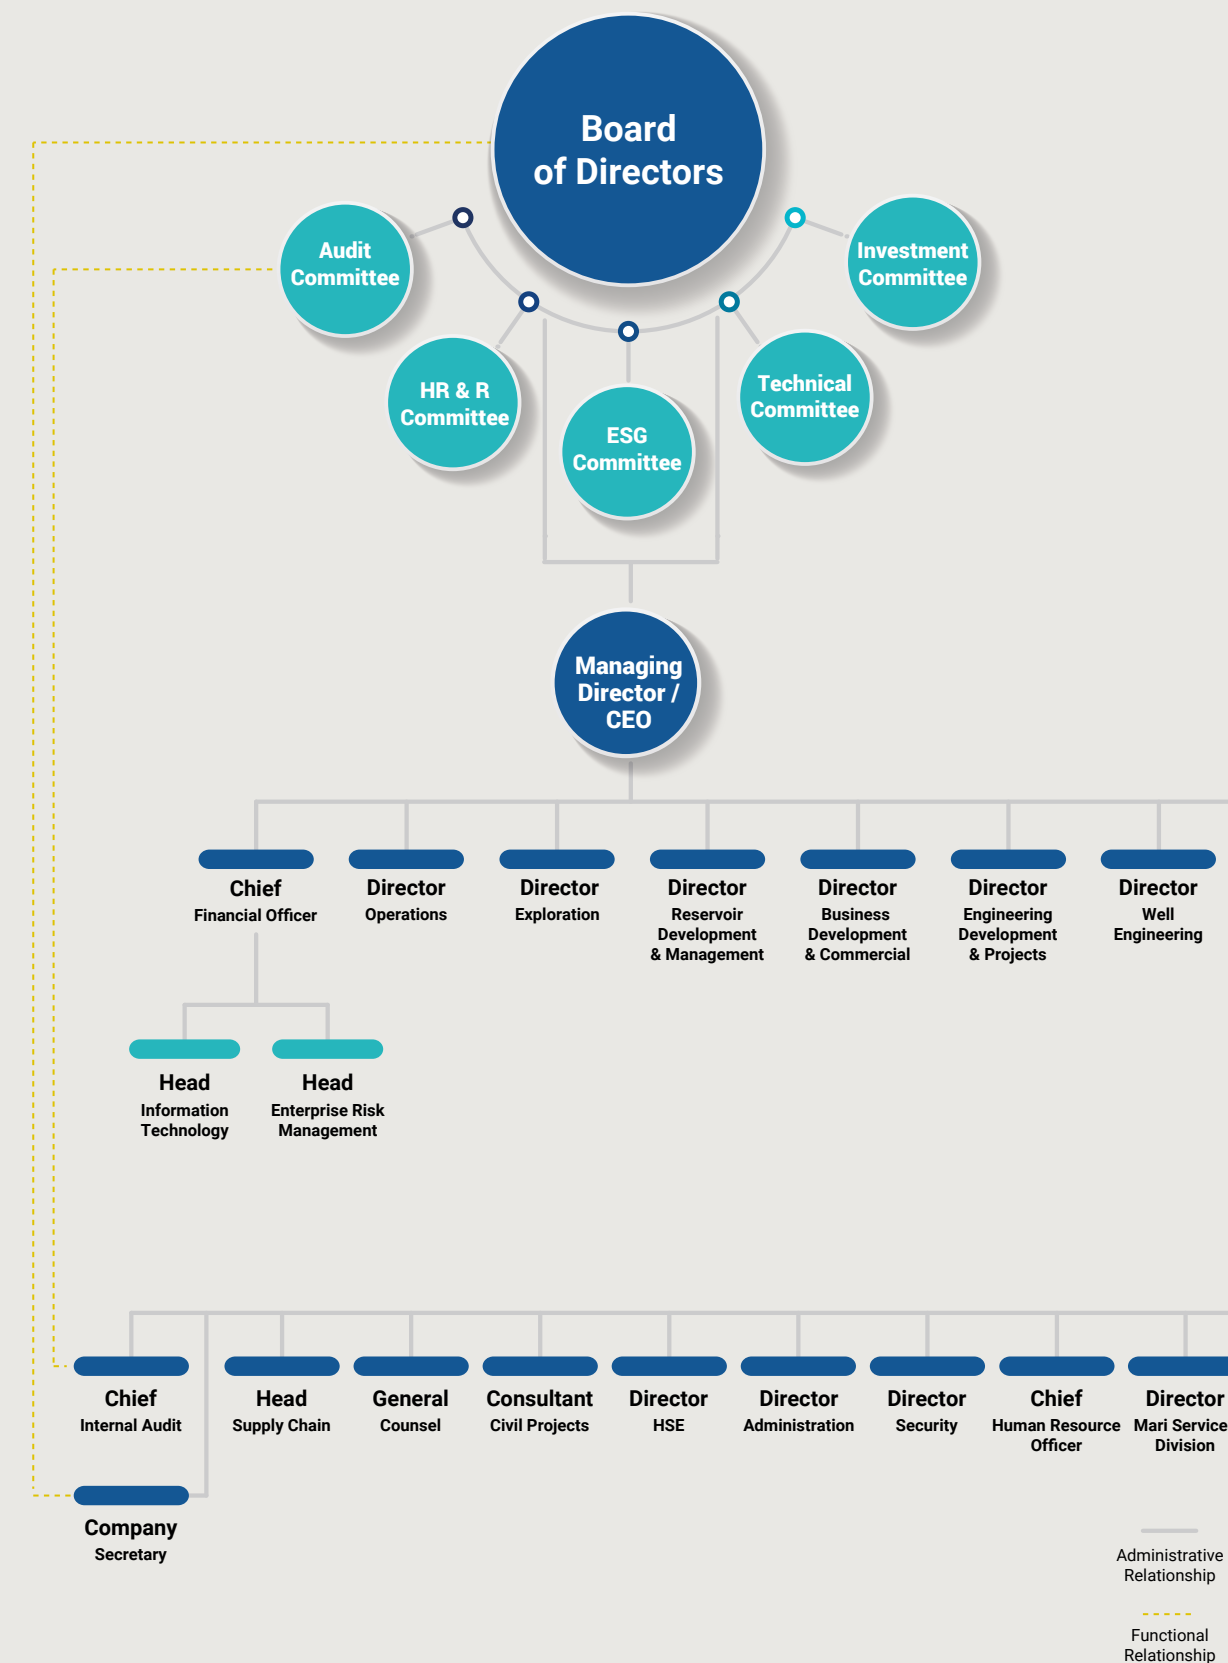 Board
of Directors
Audit
Committee
Investment
Committee
HR & R
Committee
Technical
Committee
ESG
Committee
Managing
Director /
CEO
Chief
Financial Officer
Director
Operations
Director
Exploration
Director
Reservoir
Development
& Management
Director
Business
Development
& Commercial
Director
Engineering
Development
& Projects
Director
Well
Engineering
Head
Information
Technology
Head
Enterprise Risk
Management
Chief
Internal Audit
Head
Supply Chain
General
Counsel
Consultant
Civil Projects
Director
HSE
Director
Administration
Director
Security
Chief
Human Resource
Officer
Director
Mari Service
Division
Company
Secretary
Administrative
Relationship
Functional
Relationship